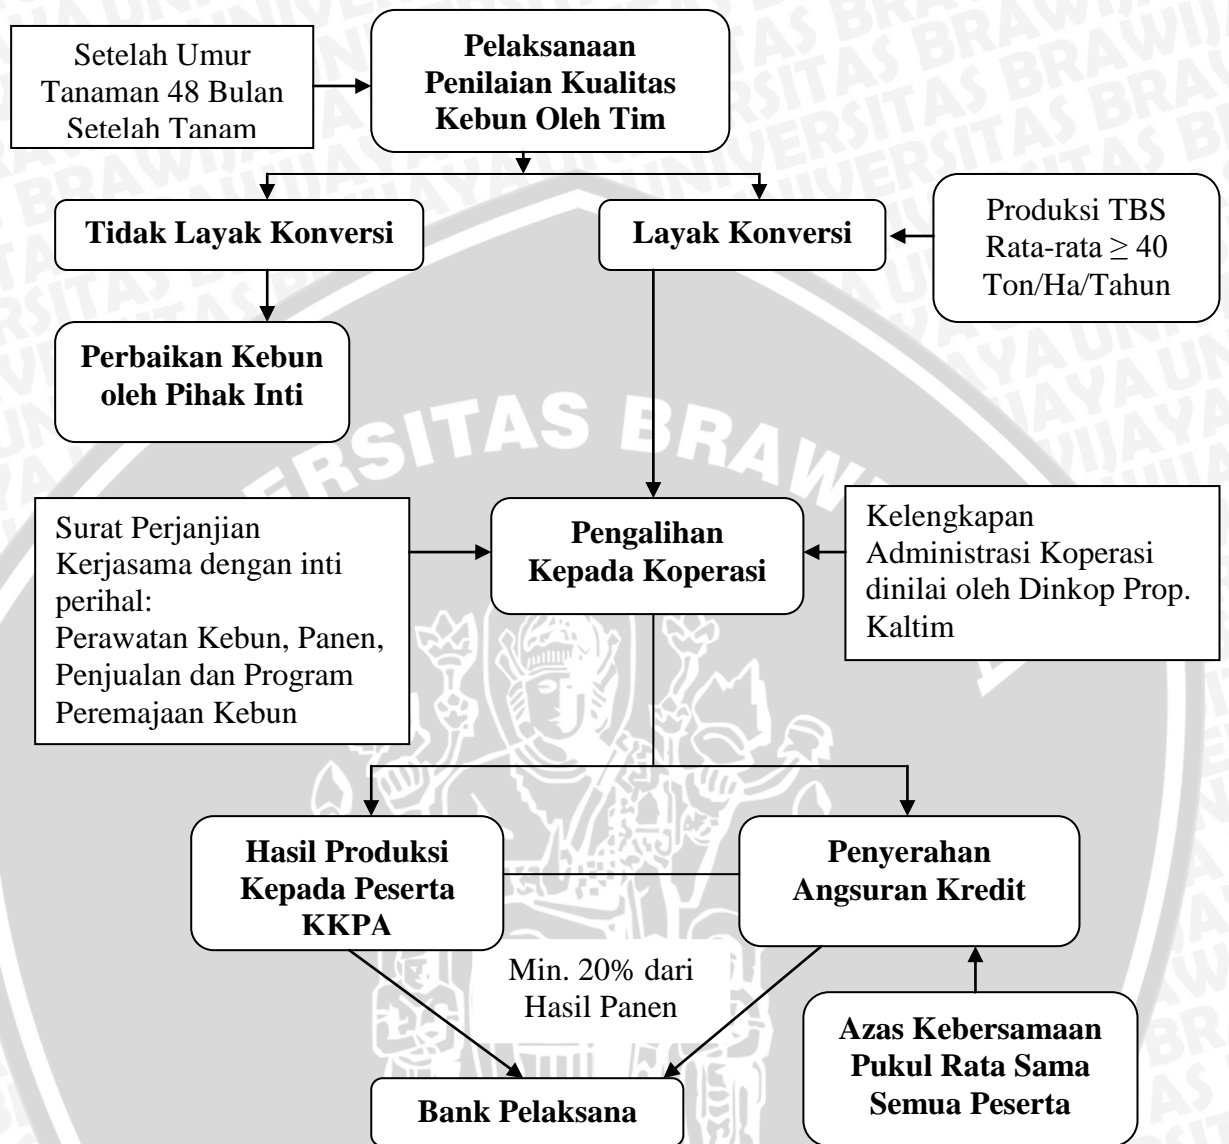 Setelah Umur
Tanaman 48 Bulan
Setelah Tanam
Pelaksanaan
Penilaian Kualitas
Kebun Oleh Tim
Tidak Layak Konversi
Layak Konversi
Produksi TBS
Rata-rata ≥ 40
Ton/Ha/Tahun
Perbaikan Kebun
oleh Pihak Inti
Surat Perjanjian
Kerjasama dengan inti
perihal:
Perawatan Kebun, Panen,
Penjualan dan Program
Peremajaan Kebun
Pengalihan
Kepada Koperasi
Kelengkapan
Administrasi Koperasi
dinilai oleh Dinkop Prop.
Kaltim
Hasil Produksi
Kepada Peserta
KKPA
Penyerahan
Angsuran Kredit
Min. 20% dari
Hasil Panen
Azas Kebersamaan
Pukul Rata Sama
Semua Peserta
Bank Pelaksana